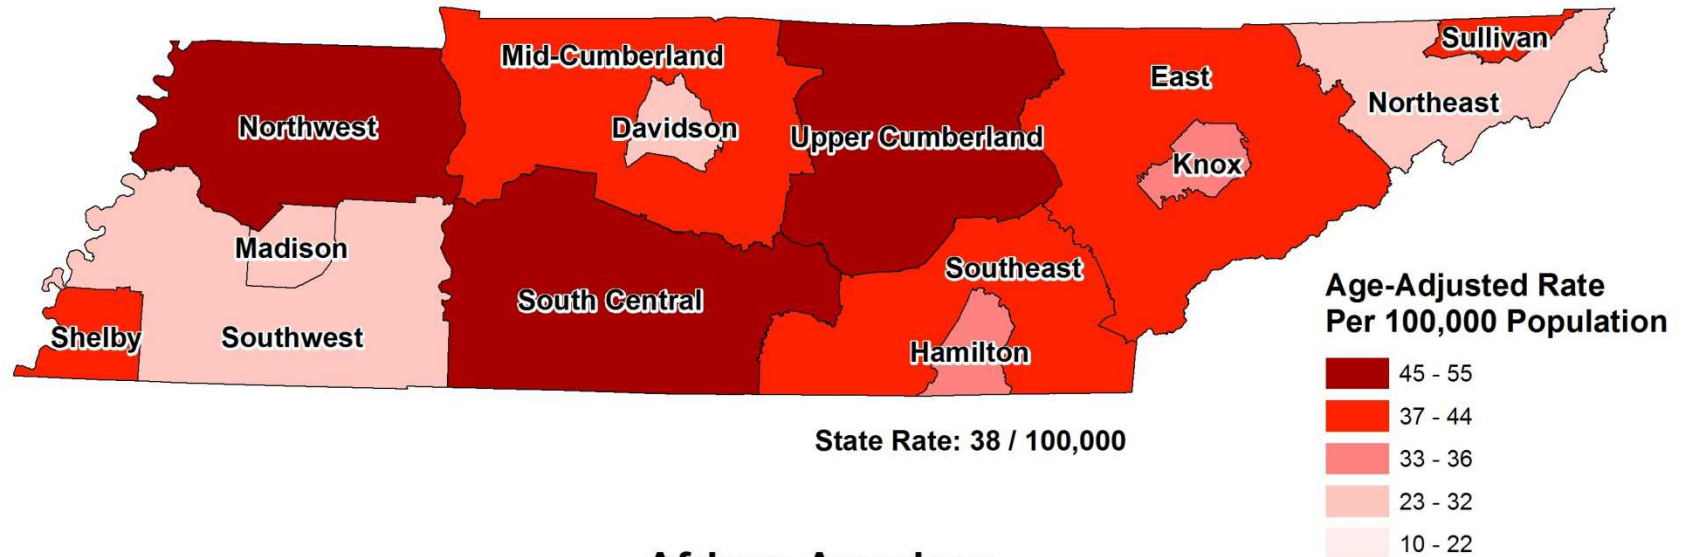 Sullivan
Mid-Cumberland
East
Northeast
Northwest
Davidson
Upper Cumberland
Knox
Madison
Southeast
South Central
Shelby
Southwest
Hamilton
Age-Adjusted Rate
Per 100,000 Population
45 - 55
37 - 44
33 - 36
23 - 32
10 - 22
State Rate: 38 / 100,000